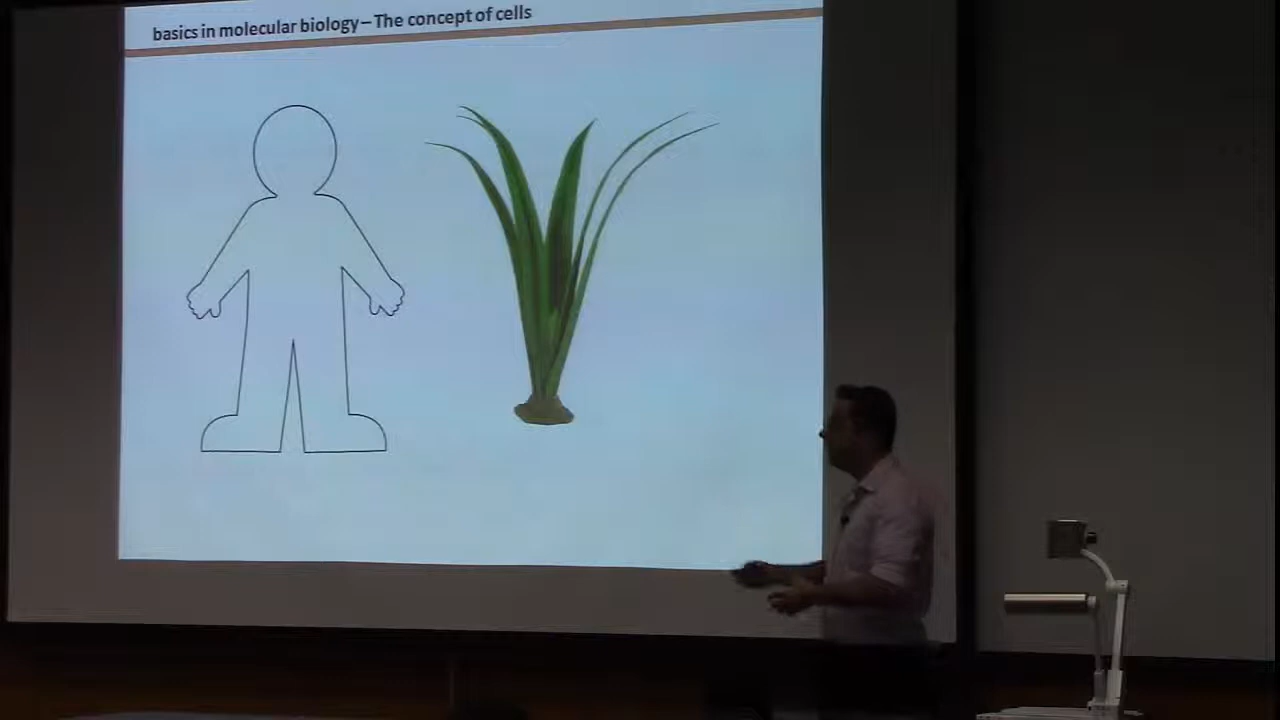 basics in molecular biology – The concept of cells